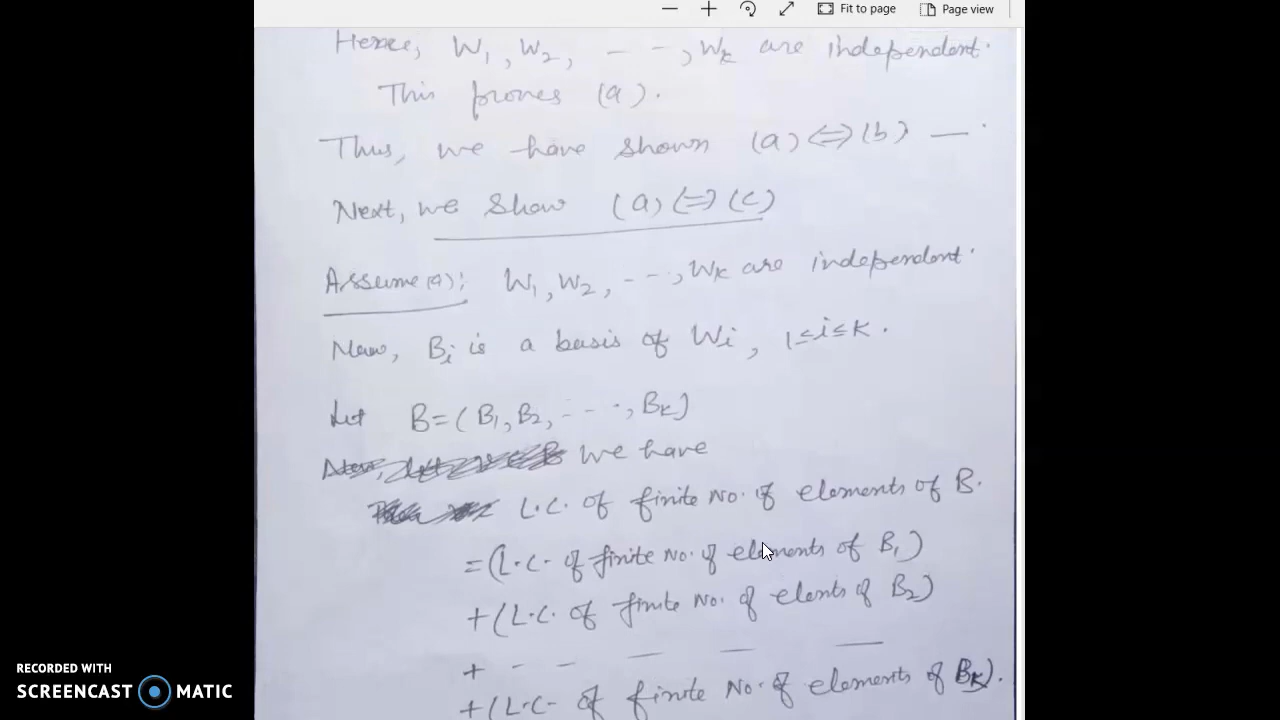 Fit to page Page view
Hence, W1, W2, - - -, Wk are independent.
This proves (a).
Thus, we have shown (a) ⇔ (b) —.
Next, we show (a) ⇔ (c)
Assume (a): W1, W2, - - -, Wk are independent.
Now, Bi is a basis of Wi, 1≤i≤k.
Let B=(B1, B2, - - - ., Bk)
We have
L.C. of finite No. of elements of B.
=(L.C. of finite No. of elements of B1)
+(L.C. of finite No. of elents of B2)
+ - - — — —
+(L.C. of finite No. of elements of Bk).
RECORDED WITH
SCREENCAST MATIC